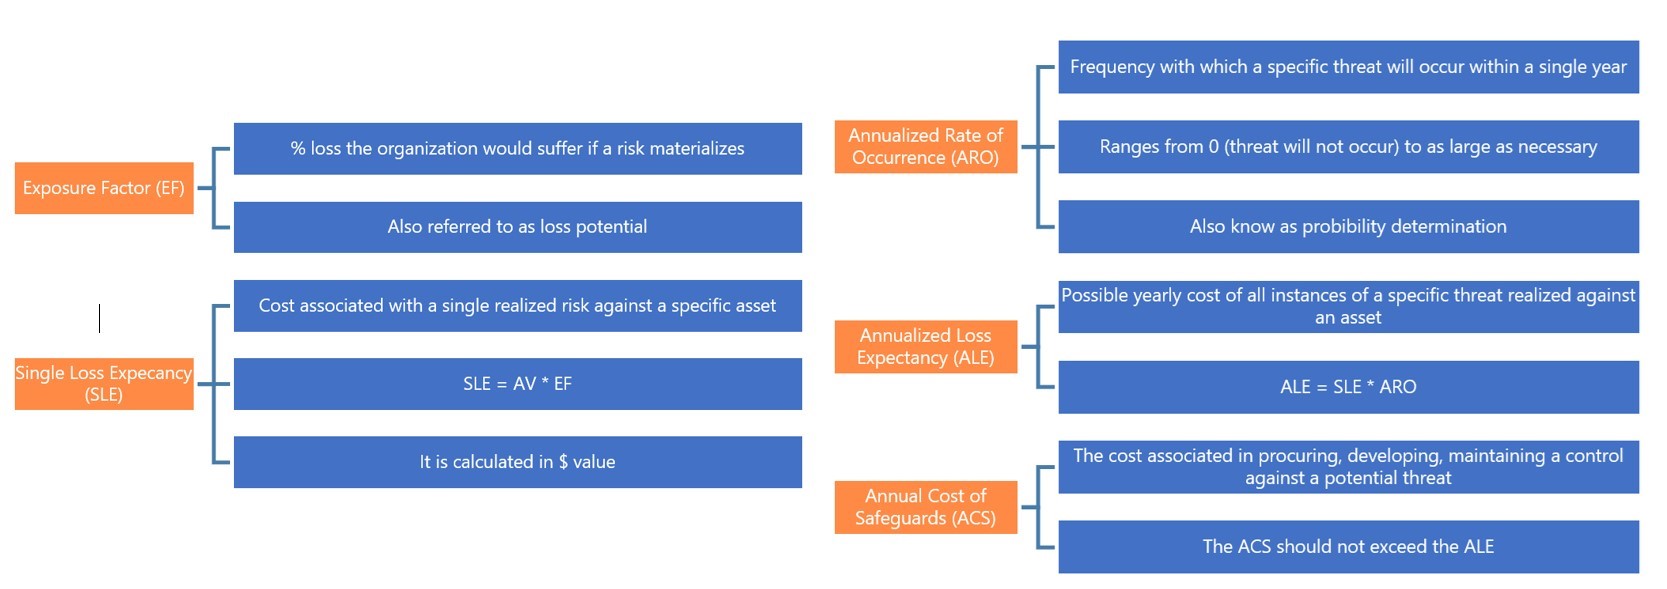 Exposure Factor (EF)
% loss the organization would suffer if a risk materializes
Also referred to as loss potential
Single Loss Expecancy
(SLE)
Cost associated with a single realized risk against a specific asset
SLE = AV * EF
It is calculated in $ value
Annualized Rate of
Occurrence (ARO)
Frequency with which a specific threat will occur within a single year
Ranges from 0 (threat will not occur) to as large as necessary
Also know as probibility determination
Annualized Loss
Expectancy (ALE)
Possible yearly cost of all instances of a specific threat realized against
an asset
ALE = SLE * ARO
Annual Cost of
Safeguards (ACS)
The cost associated in procuring, developing, maintaining a control
against a potential threat
The ACS should not exceed the ALE